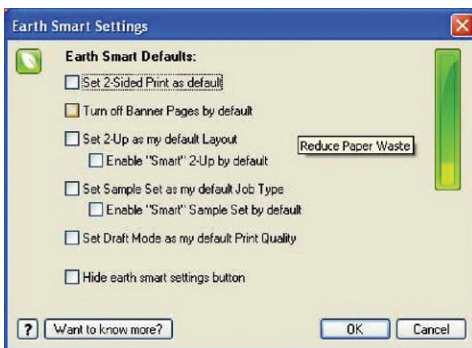 Earth Smart Settings
Earth Smart Defaults:
Set 2-Sided Print as default
Turn off Banner Pages by default
Set 2-Up as my default Layout
Reduce Paper Waste
Enable "Smart" 2-Up by default
Set Sample Set as my default Job Type
Enable "Smart" Sample Set by default
Set Draft Mode as my default Print Quality
Hide earth smart settings button
?
Want to know more?
OK
Cancel